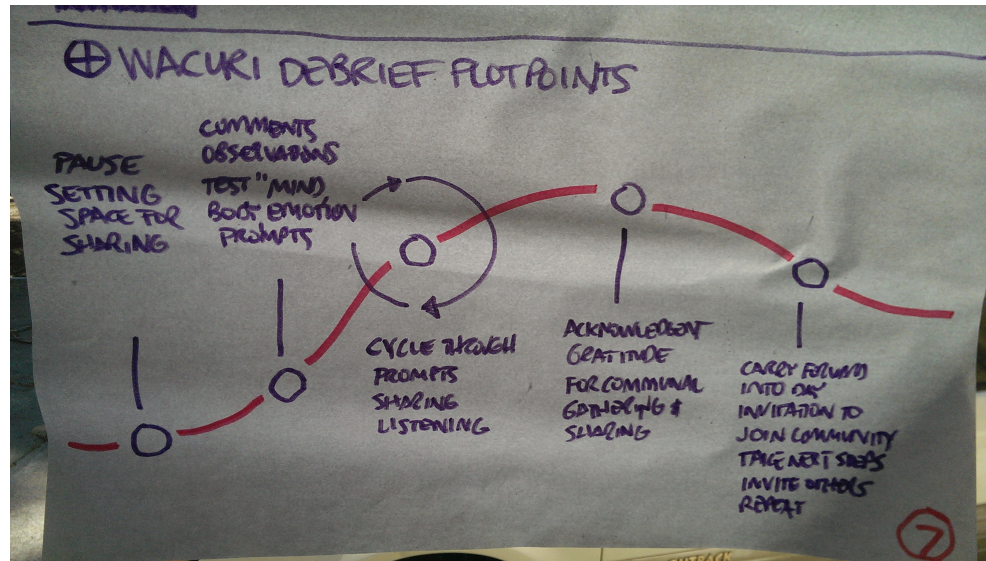 WACURI DEBRIEF PLOTPOINTS
PAUSE
SETTING
SPACE FOR
SHARING
COMMENTS
OBSERVATIONS
TEST "MIND
BODY EMOTION
PROMPTS
CYCLE THROUGH
PROMPTS
SHARING
LISTENING
ACKNOWLEDGENT
GRATITUDE
FOR COMMUNAL
GATHERING &
SHARING
CARRY FORWARD
INTO DAY
INVITATION TO
JOIN COMMUNITY
TAKE NEXT STEPS
INVITE OTHERS
REPEAT
7